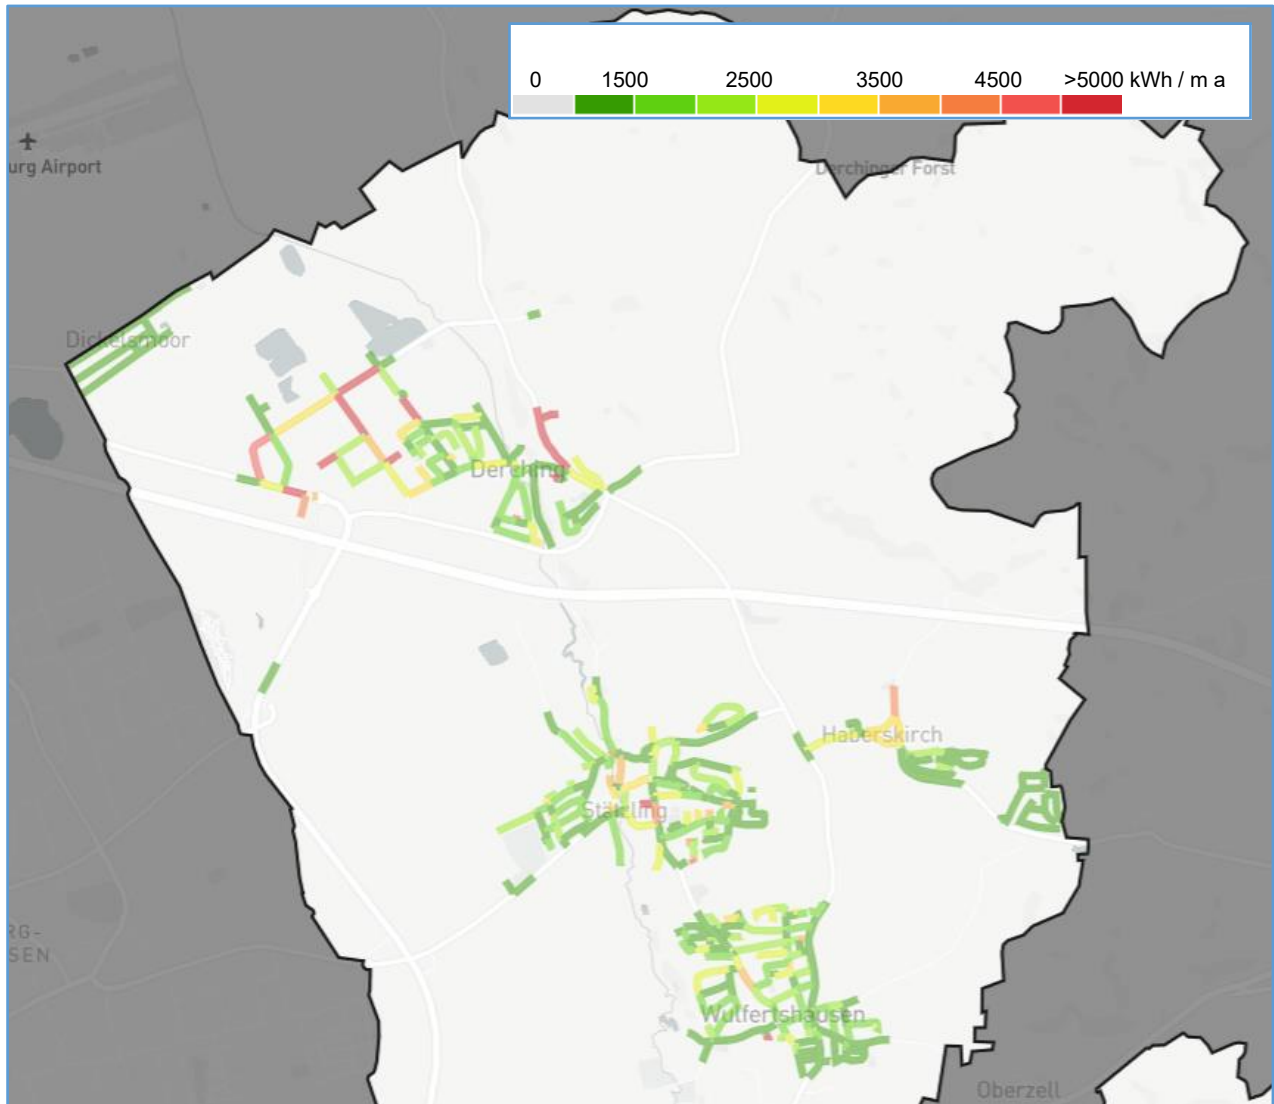 0 1500 2500 3500 4500 >5000 kWh / m a
urg Airport
Derchinger Forst
Dickelsmoor
Derching
Haberskirch
Stätzling
RG-
SEN
Wulfertshausen
Oberzell